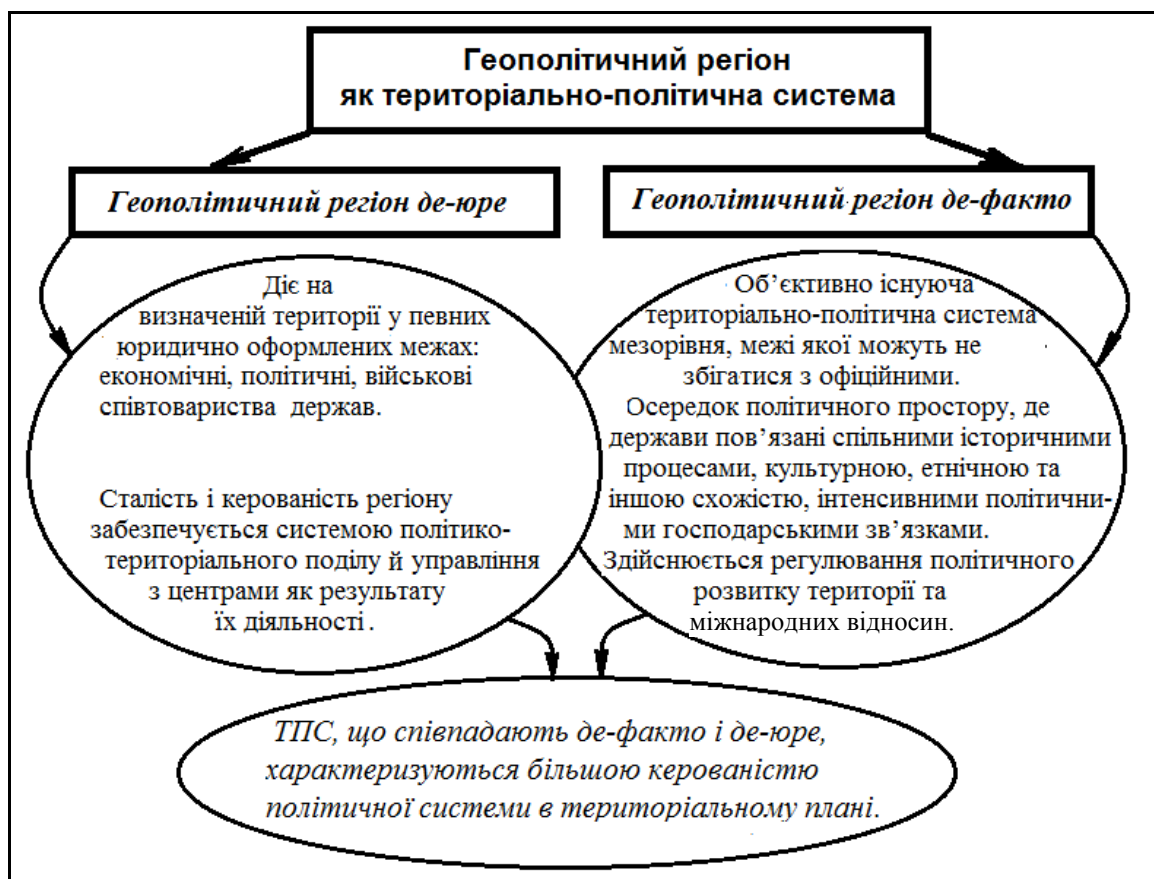 Геополітичний регіон
як територіально-політична система
Геополітичний регіон де-юре
Геополітичний регіон де-факто
Діє на
визначеній території у певних
юридично оформлених межах:
економічні, політичні, військові
співтовариства держав.
Сталість і керованість регіону
забезпечується системою політико-
територіального поділу й управління
з центрами як результату
їх діяльності.
Об’єктивно існуюча
територіально-політична система
мезорівня, межі якої можуть не
збігатися з офіційними.
Осередок політичного простору, де
держави пов’язані спільними історичними
процесами, культурною, етнічною та
іншою схожістю, інтенсивними політични-
ми господарськими зв’язками.
Здійснюється регулювання політичного
розвитку території та
міжнародних відносин.
ТПС, що співпадають де-факто і де-юре,
характеризуються більшою керованістю
політичної системи в територіальному плані.